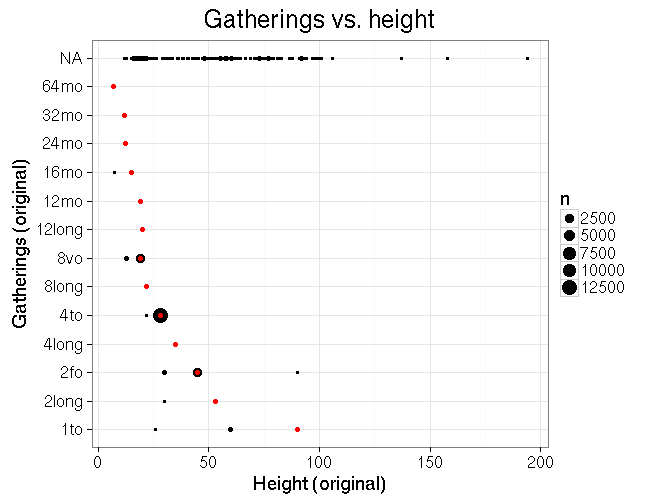 Gatherings vs. height
Gatherings (original)
NA
64mo
32mo
24mo
16mo
12mo
12long
8vo
8long
4to
4long
2fo
2long
1to
0 50 100 150 200
Height (original)
n
2500
5000
7500
10000
12500